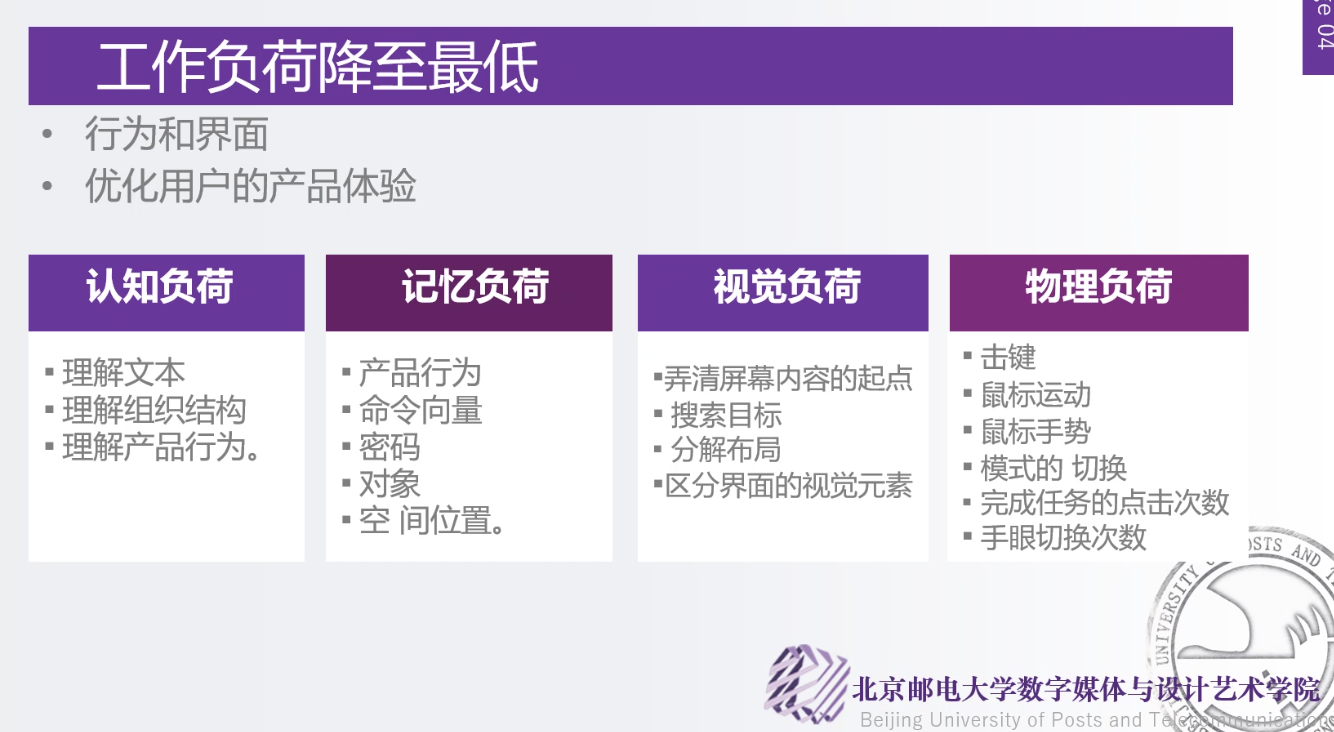 工作负荷降至最低
• 行为和界面
• 优化用户的产品体验
认知负荷
▪ 理解文本
▪ 理解组织结构
▪ 理解产品行为。
记忆负荷
▪ 产品行为
▪ 命令向量
▪ 密码
▪ 对象
▪ 空 间位置。
视觉负荷
▪弄清屏幕内容的起点
▪ 搜索目标
▪ 分解布局
▪区分界面的视觉元素
物理负荷
▪ 击键
▪ 鼠标运动
▪ 鼠标手势
▪ 模式的 切换
▪ 完成任务的点击次数
▪ 手眼切换次数
北京邮电大学数字媒体与设计艺术学院
Beijing University of Posts and Telecommunications
UNIVERSITY
OSTS AND
04